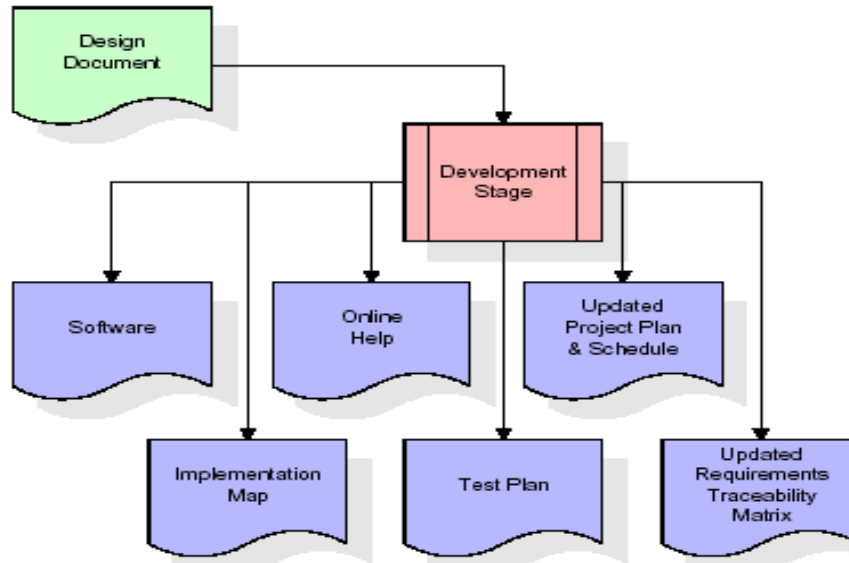 Design
Document
Development
Stage
Software
Online
Help
Updated
Project Plan
& Schedule
Implementation
Map
Test Plan
Updated
Requirements
Traceability
Matrix